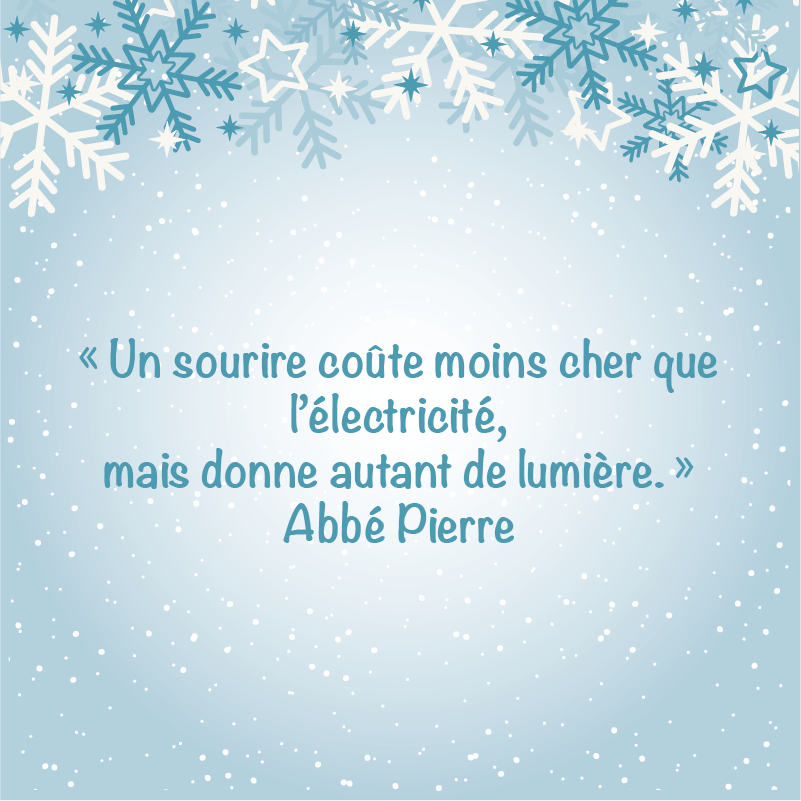 « Un sourire coûte moins cher que
l’électricité,
mais donne autant de lumière. »
Abbé Pierre